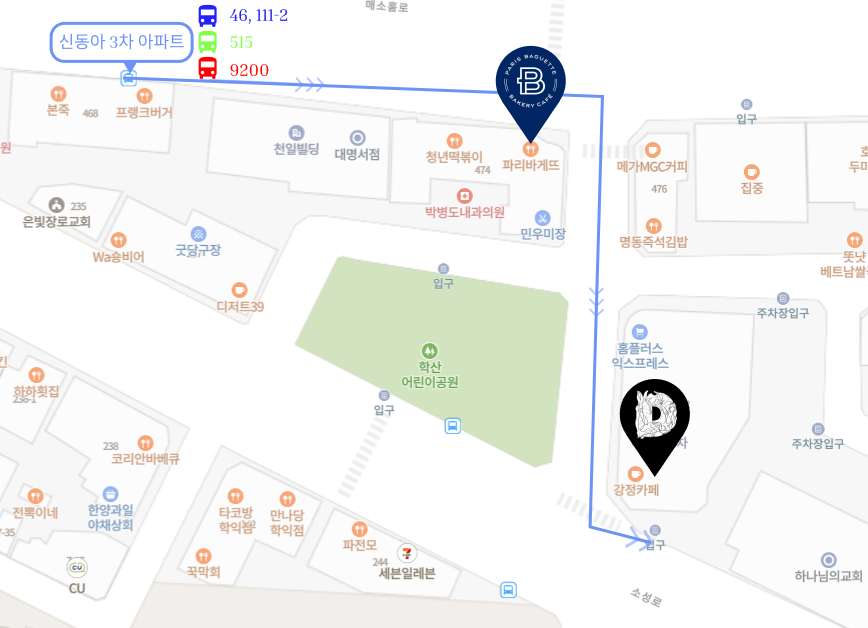 매소홀로
46, 111-2
515
9200
신동아 3차 아파트
PARIS BAGUETTE
B
BAKERY CAFÉ
본죽
468
프랭크버거
원
천일빌딩
대명서점
청년떡볶이
474
파리바게뜨
박병도내과의원
민우미장
입구
메가MGC커피
476
집중
명동즉석김밥
뜻낫
베트남쌀
235
은빛장로교회
Wa송비어
굿당구장
디저트39
입구
학산
어린이공원
입구
주차장입구
홈플러스
익스프레스
D
차
강정카페
주차장입구
입구
하나님의교회
소성로
킨
하하횟집
236-1
238
코리안바베큐
전뽁이네
한양과일
야채상회
7-35
CU
CU
타코방
학익점
만나당
학익점
꾹막회
파전모
244
7
세븐일레븐